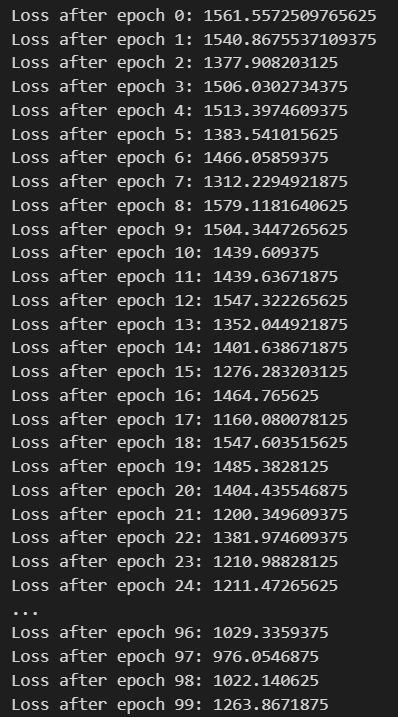 Loss after epoch 0: 1561.5572509765625
Loss after epoch 1: 1540.8675537109375
Loss after epoch 2: 1377.908203125
Loss after epoch 3: 1506.0302734375
Loss after epoch 4: 1513.3974609375
Loss after epoch 5: 1383.541015625
Loss after epoch 6: 1466.05859375
Loss after epoch 7: 1312.2294921875
Loss after epoch 8: 1579.1181640625
Loss after epoch 9: 1504.3447265625
Loss after epoch 10: 1439.609375
Loss after epoch 11: 1439.63671875
Loss after epoch 12: 1547.322265625
Loss after epoch 13: 1352.044921875
Loss after epoch 14: 1401.638671875
Loss after epoch 15: 1276.283203125
Loss after epoch 16: 1464.765625
Loss after epoch 17: 1160.080078125
Loss after epoch 18: 1547.603515625
Loss after epoch 19: 1485.3828125
Loss after epoch 20: 1404.435546875
Loss after epoch 21: 1200.349609375
Loss after epoch 22: 1381.974609375
Loss after epoch 23: 1210.98828125
Loss after epoch 24: 1211.47265625
...
Loss after epoch 96: 1029.3359375
Loss after epoch 97: 976.0546875
Loss after epoch 98: 1022.140625
Loss after epoch 99: 1263.8671875